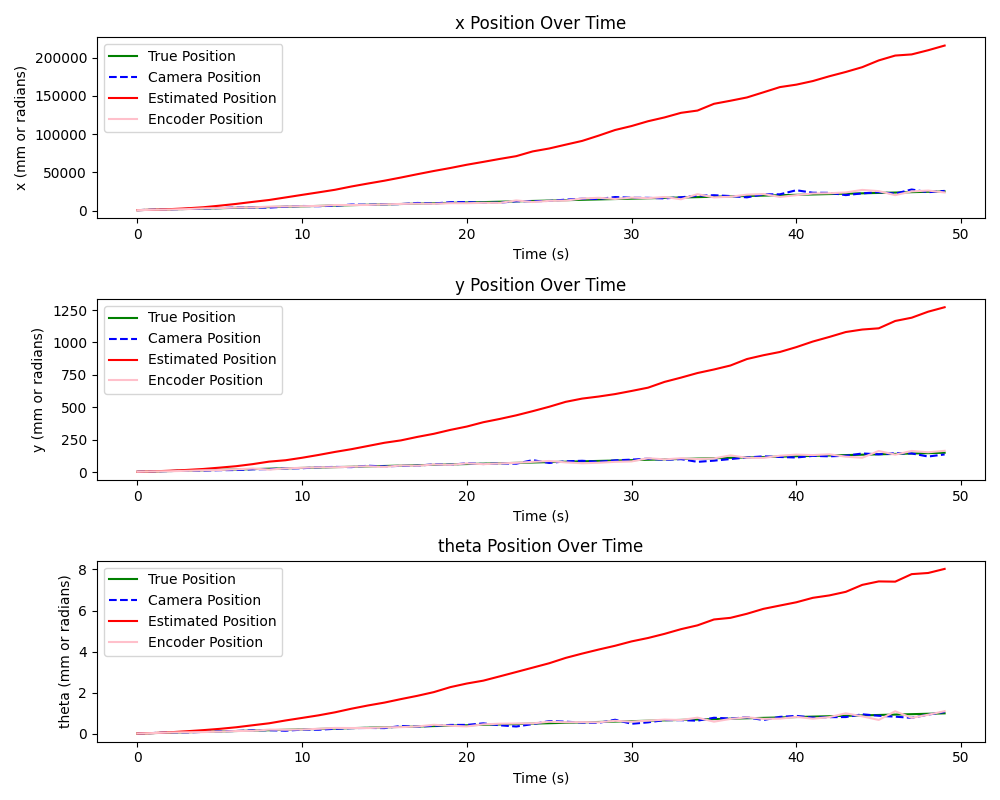 x Position Over Time
True Position
Camera Position
Estimated Position
Encoder Position
x (mm or radians)
200000
150000
100000
50000
0
0 10 20 30 40 50
Time (s)
y Position Over Time
True Position
Camera Position
Estimated Position
Encoder Position
y (mm or radians)
1250
1000
750
500
250
0
0 10 20 30 40 50
Time (s)
theta Position Over Time
True Position
Camera Position
Estimated Position
Encoder Position
theta (mm or radians)
8
6
4
2
0
0 10 20 30 40 50
Time (s)